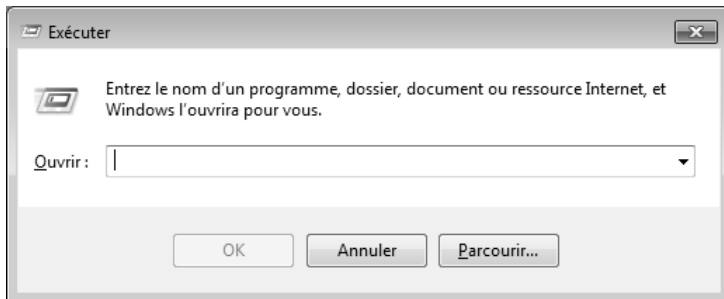 Exécuter
Entrez le nom d'un programme, dossier, document ou ressource Internet, et
Windows l'ouvrira pour vous.
Ouvrir :
OK
Annuler
Parcourir...